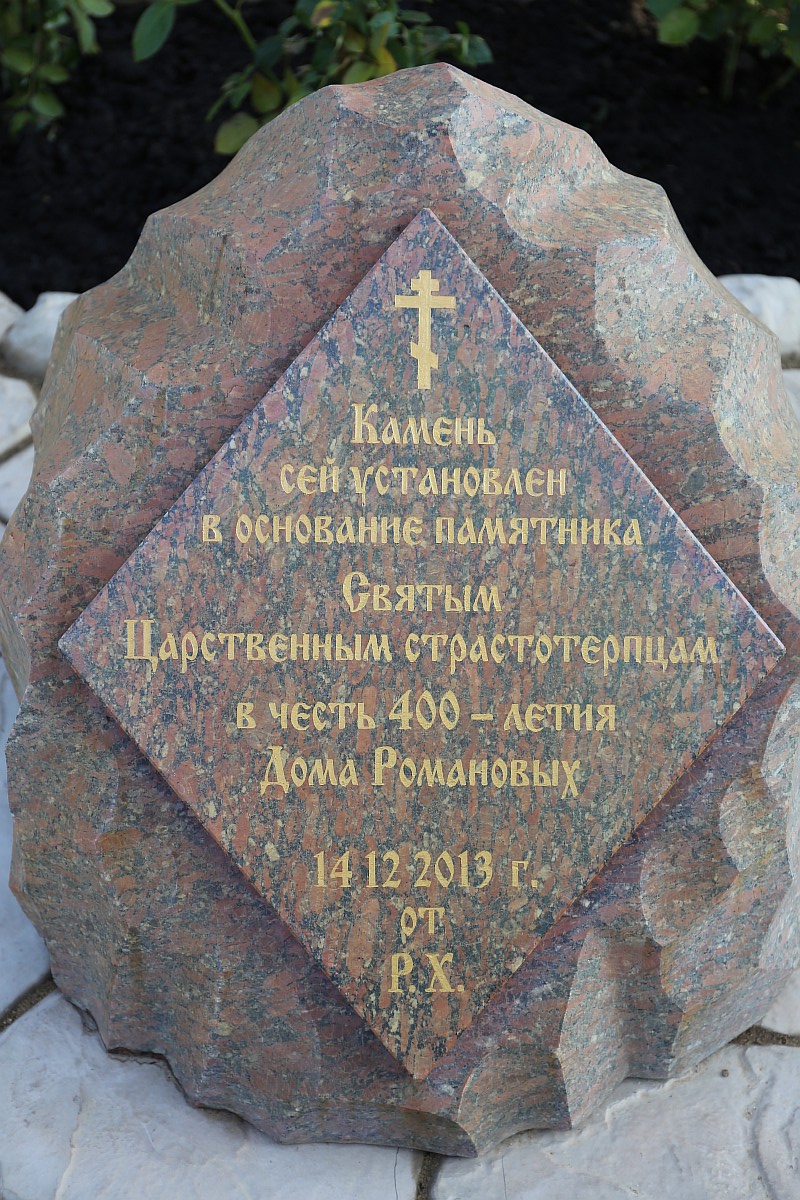 Камень
сей установлен
в основание памятника
Святым
Царственным страстотерпцам
в честь 400 – летия
Дома Романовых
14 12 2013 г.
от
Р. Х.